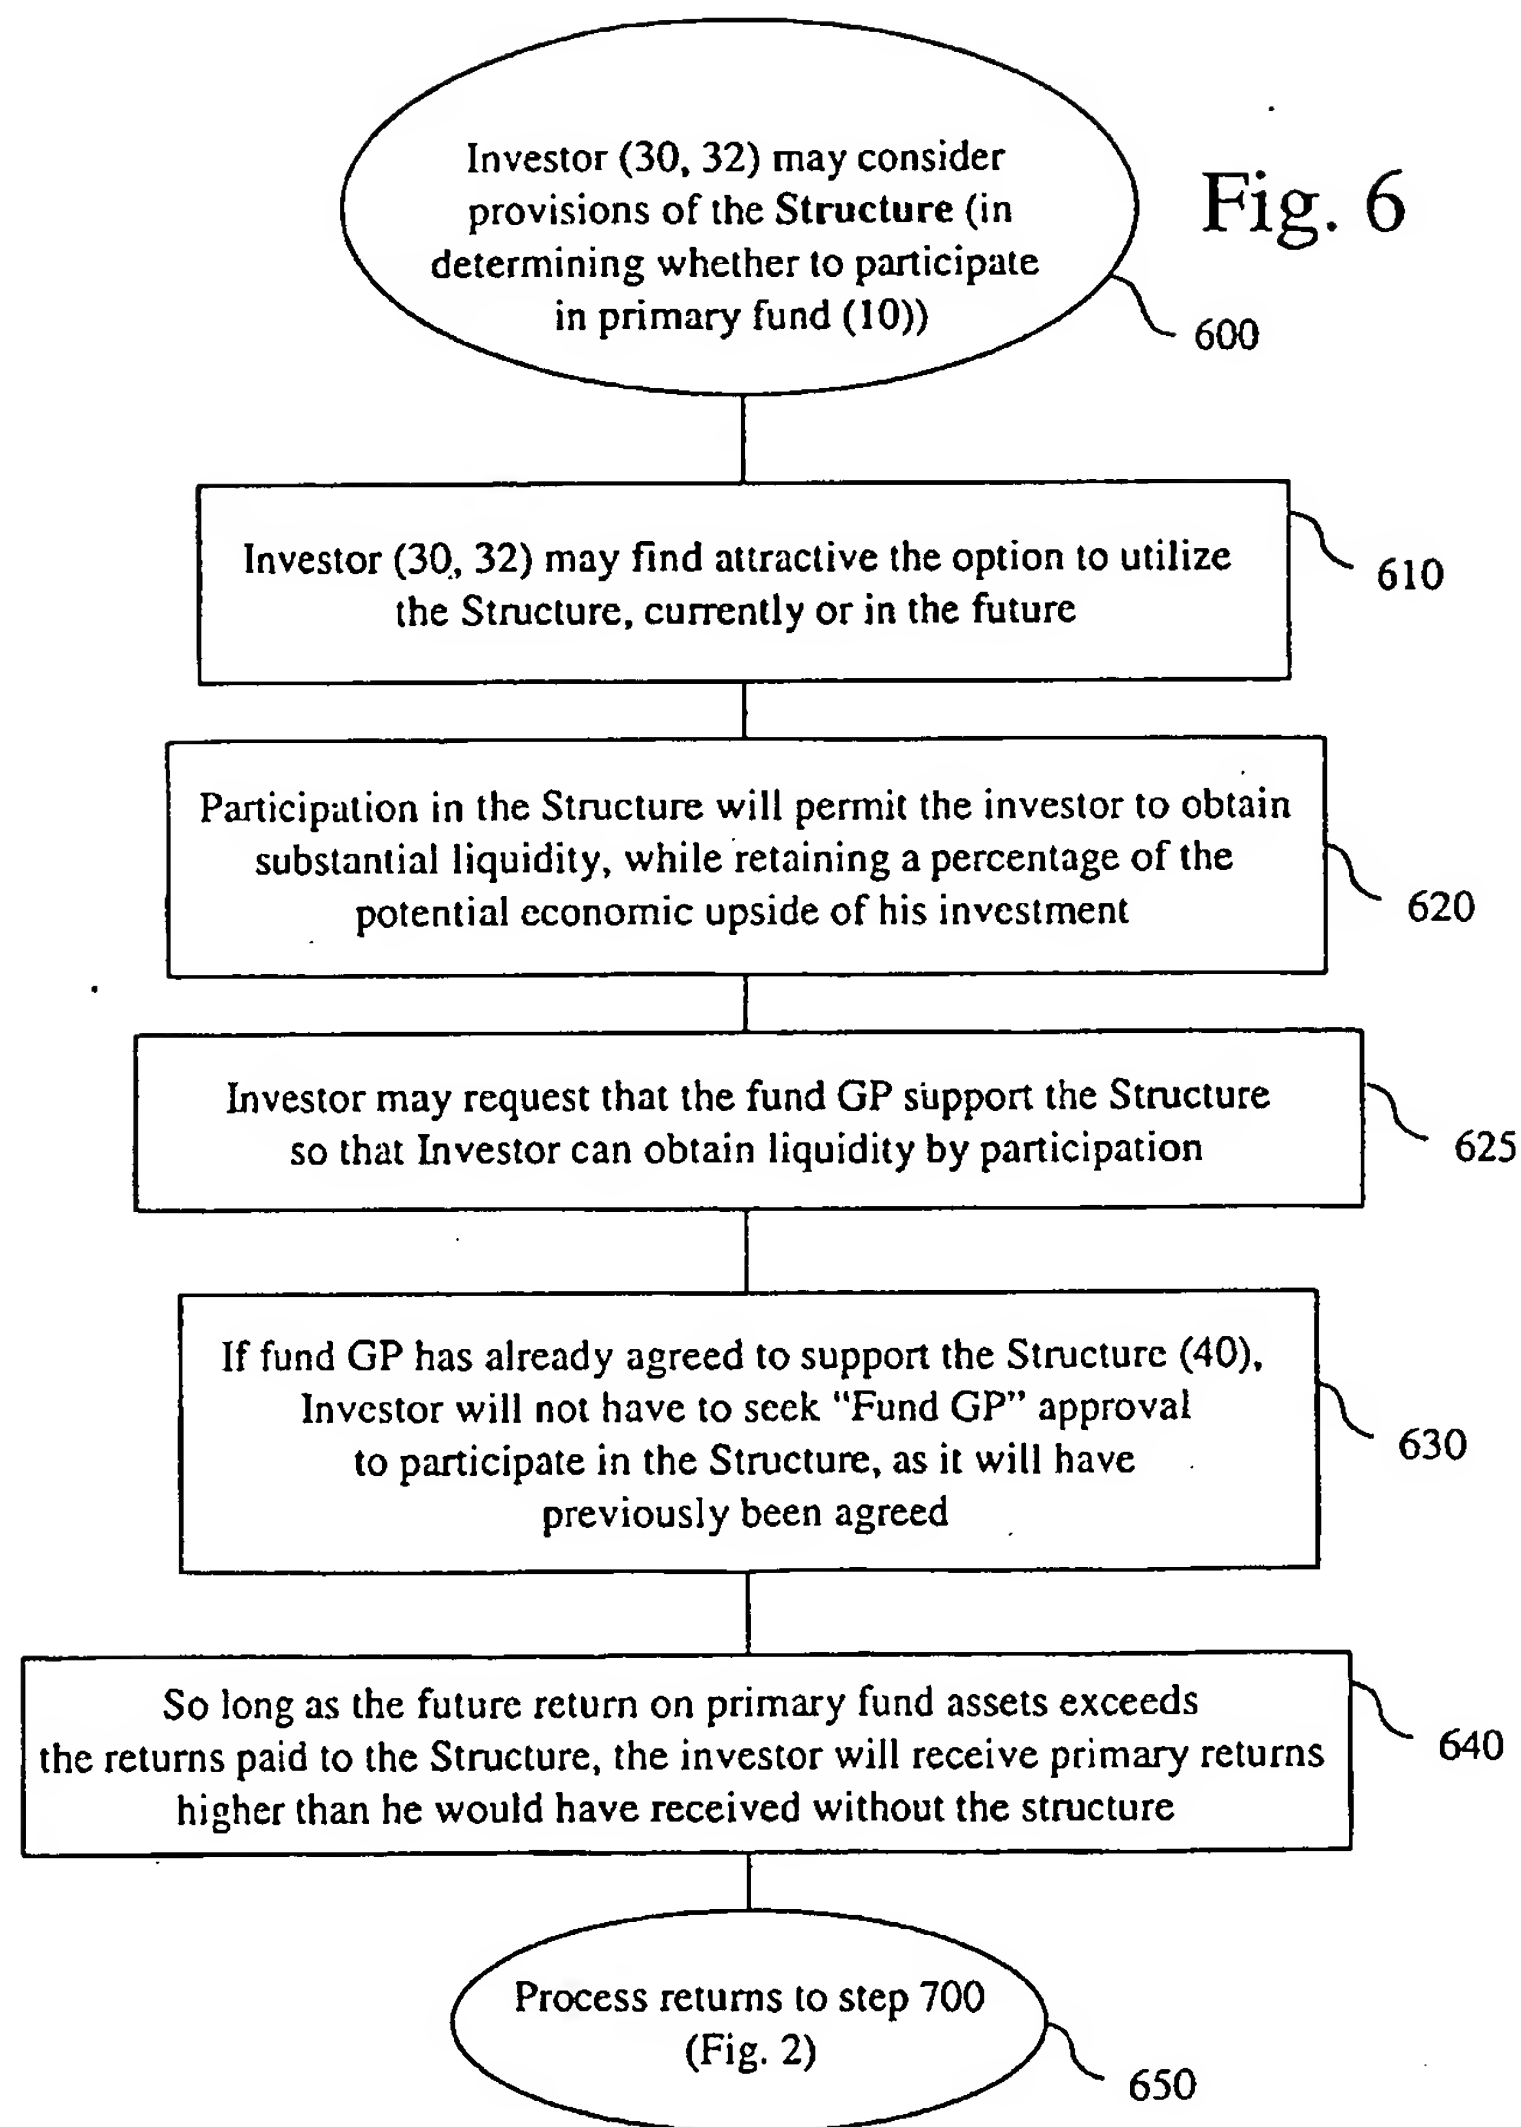 Investor (30, 32) may consider
provisions of the Structure (in
determining whether to participate
in primary fund (10))
Fig. 6
600
Investor (30, 32) may find attractive the option to utilize
the Structure, currently or in the future
610
Participation in the Structure will permit the investor to obtain
substantial liquidity, while retaining a percentage of the
potential economic upside of his investment
620
Investor may request that the fund GP support the Structure
so that Investor can obtain liquidity by participation
625
If fund GP has already agreed to support the Structure (40),
Investor will not have to seek "Fund GP" approval
to participate in the Structure, as it will have
previously been agreed
630
So long as the future return on primary fund assets exceeds
the returns paid to the Structure, the investor will receive primary returns
higher than he would have received without the structure
640
Process returns to step 700
(Fig. 2)
650